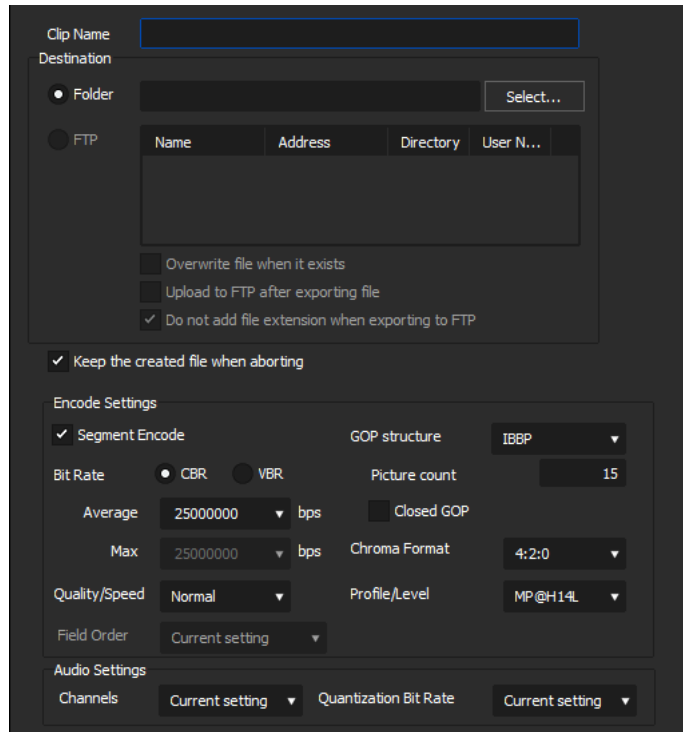 Clip Name
Destination
Folder
Select...
FTP
Name Address Directory User N...
Overwrite file when it exists
Upload to FTP after exporting file
Do not add file extension when exporting to FTP
Keep the created file when aborting
Encode Settings
Segment Encode GOP structure IBBP
Bit Rate CBR VBR Picture count 15
Average 25000000 bps Closed GOP
Max 25000000 bps Chroma Format 4:2:0
Quality/Speed Normal Profile/Level MP@H14L
Field Order Current setting
Audio Settings
Channels Current setting Quantization Bit Rate Current setting